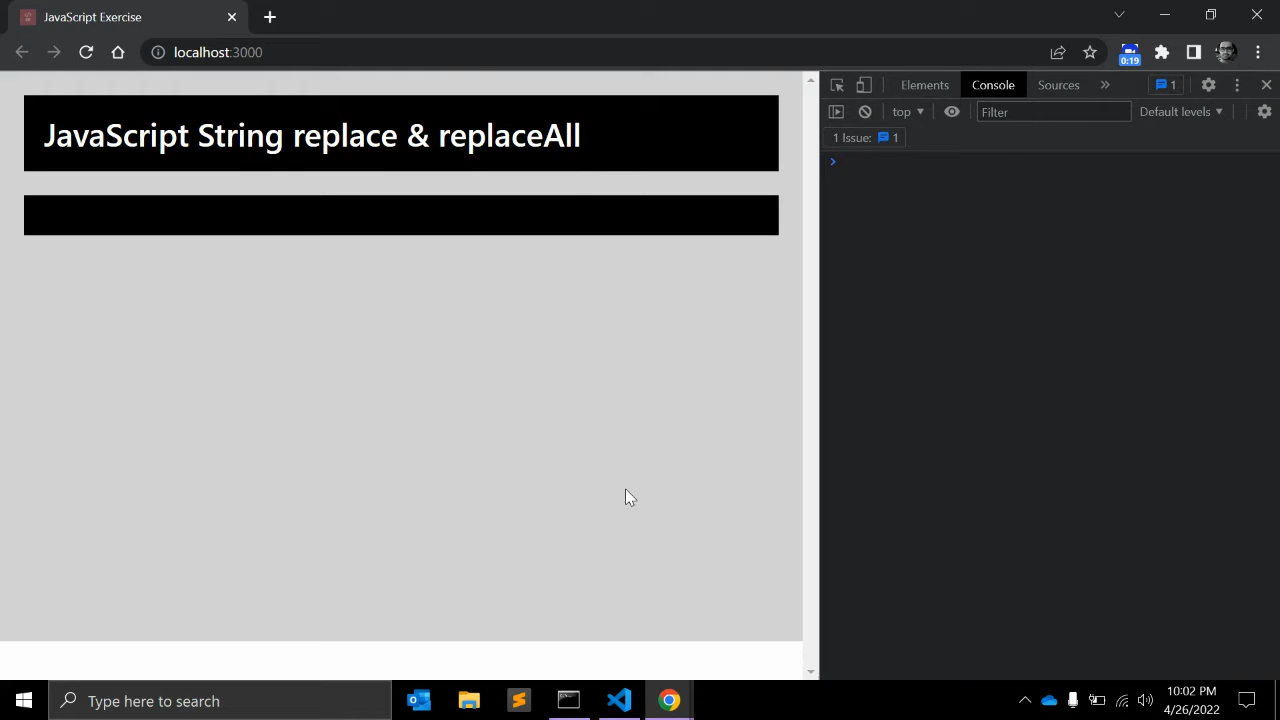 JavaScript Exercise
localhost:3000
0:19
Elements Console Sources 1
top Filter Default levels
1 Issue: 1
JavaScript String replace & replaceAll
Type here to search
10:02 PM
4/26/2022